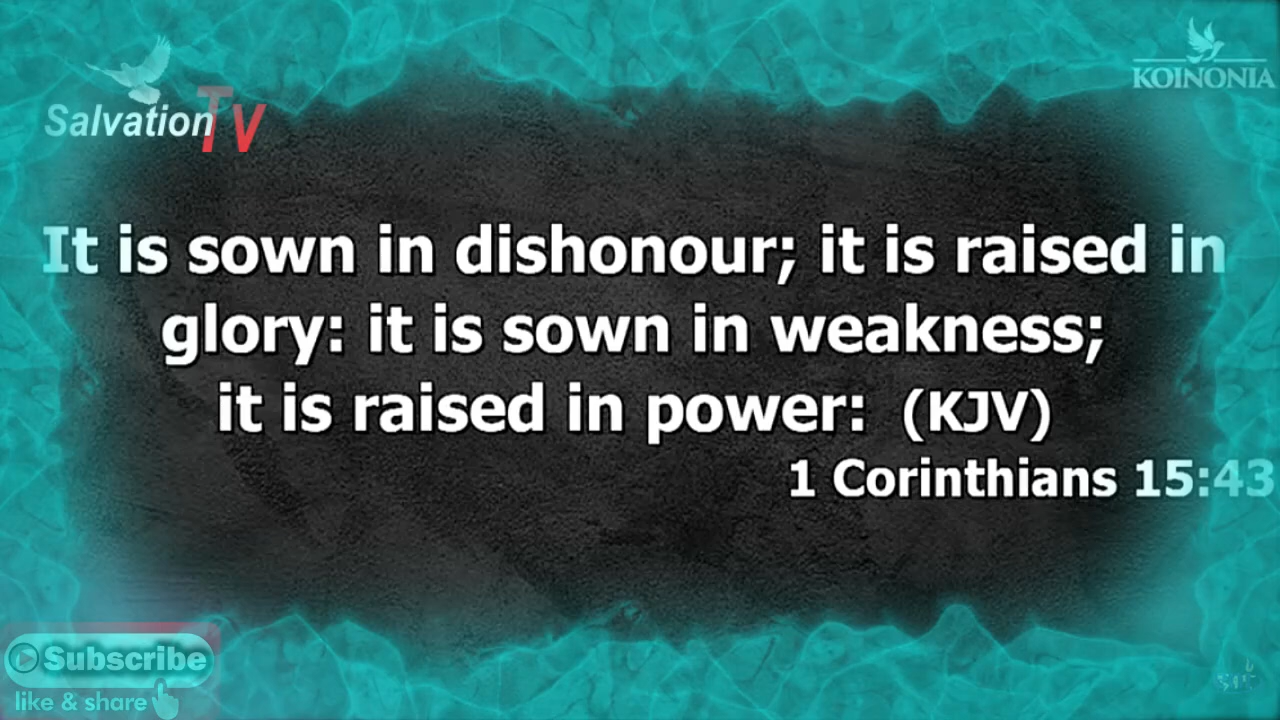 Salvation TV
KOINONIA
It is sown in dishonour; it is raised in
glory: it is sown in weakness;
it is raised in power: (KJV)
1 Corinthians 15:43
Subscribe
like & share